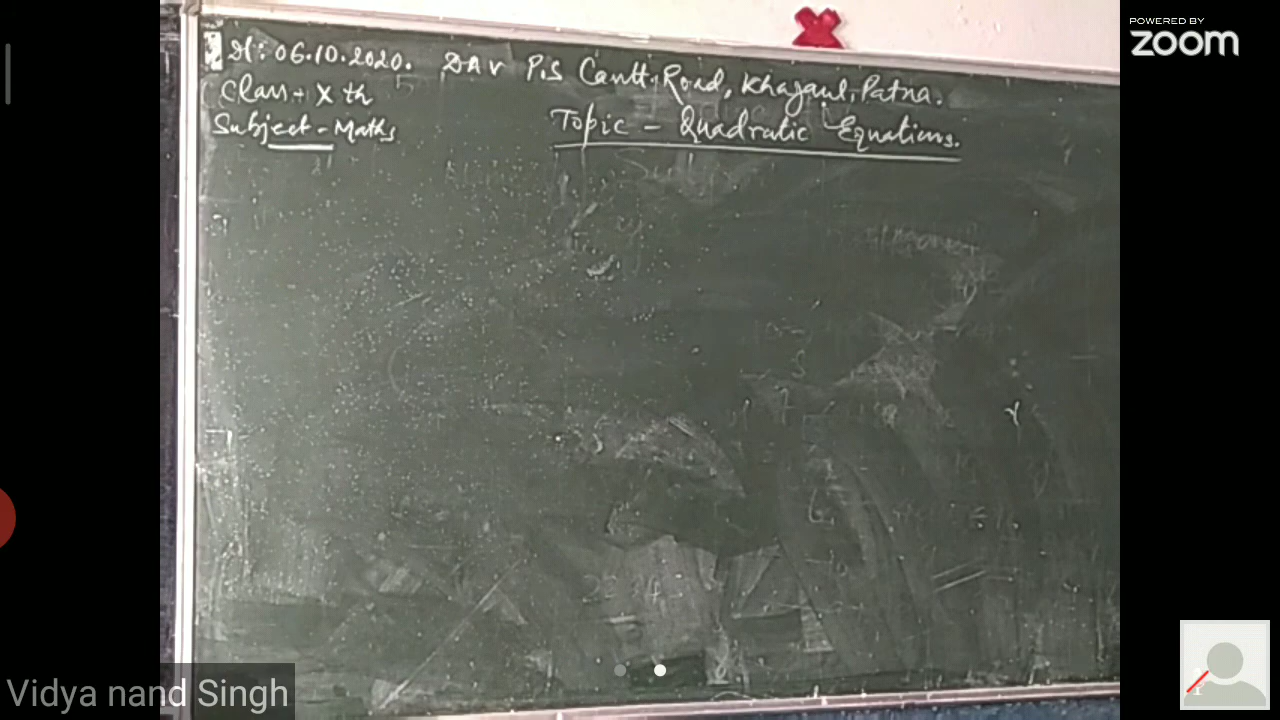 POWERED BY
zoom
Dt: 06.10.2020. DAV P.S Cantt. Road, Khagaul, Patna.
Class - X th
Subject - Maths
Topic - Quadratic Equations.
Vidya nand Singh